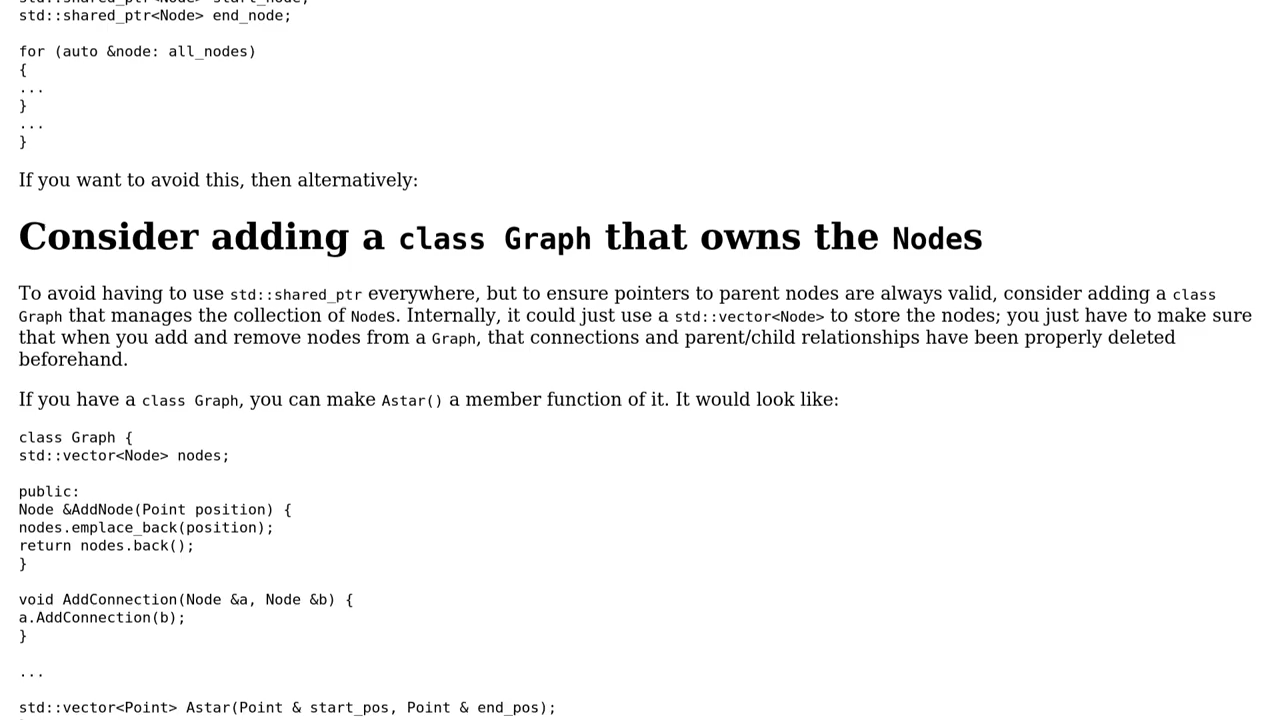 std::shared_ptr<Node> start_node;
std::shared_ptr<Node> end_node;
for (auto &node: all_nodes)
{
...
}
...
}
If you want to avoid this, then alternatively:
Consider adding a class Graph that owns the Nodes
To avoid having to use std::shared_ptr everywhere, but to ensure pointers to parent nodes are always valid, consider adding a class
Graph that manages the collection of Nodes. Internally, it could just use a std::vector<Node> to store the nodes; you just have to make sure
that when you add and remove nodes from a Graph, that connections and parent/child relationships have been properly deleted
beforehand.
If you have a class Graph, you can make Astar() a member function of it. It would look like:
class Graph {
std::vector<Node> nodes;
public:
Node &AddNode(Point position) {
nodes.emplace_back(position);
return nodes.back();
}
void AddConnection(Node &a, Node &b) {
a.AddConnection(b);
}
...
std::vector<Point> Astar(Point & start_pos, Point & end_pos);